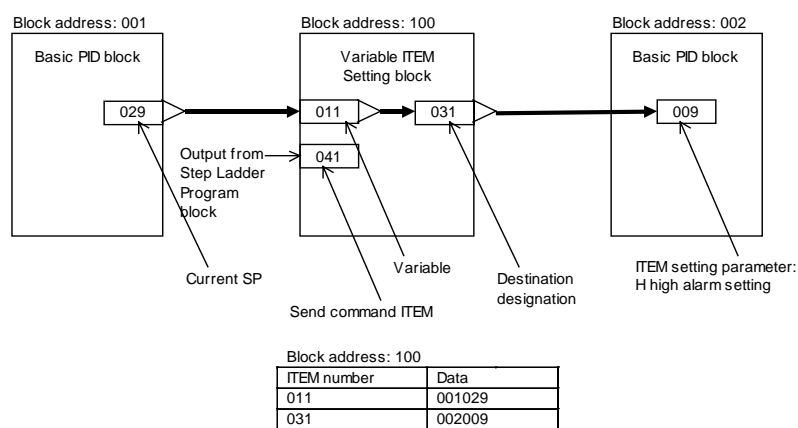 Block address: 001
Block address: 100
Block address: 002
Basic PID block
Variable ITEM
Setting block
Basic PID block
029
011
031
009
Output from
Step Ladder
Program
block
041
Current SP
Variable
Send command ITEM
Destination
designation
ITEM setting parameter:
H high alarm setting
Block address: 100
ITEM number Data
011 001029
031 002009